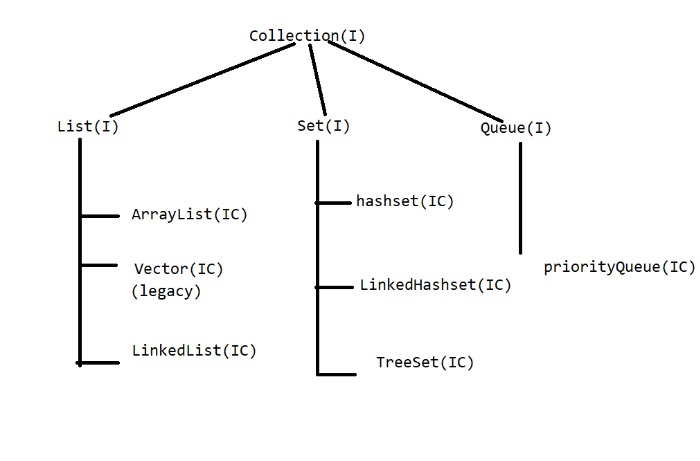 Collection(I)
List(I)
Set(I)
Queue(I)
ArrayList(IC)
Vector(IC)
(legacy)
LinkedList(IC)
hashset(IC)
LinkedHashset(IC)
TreeSet(IC)
priorityQueue(IC)